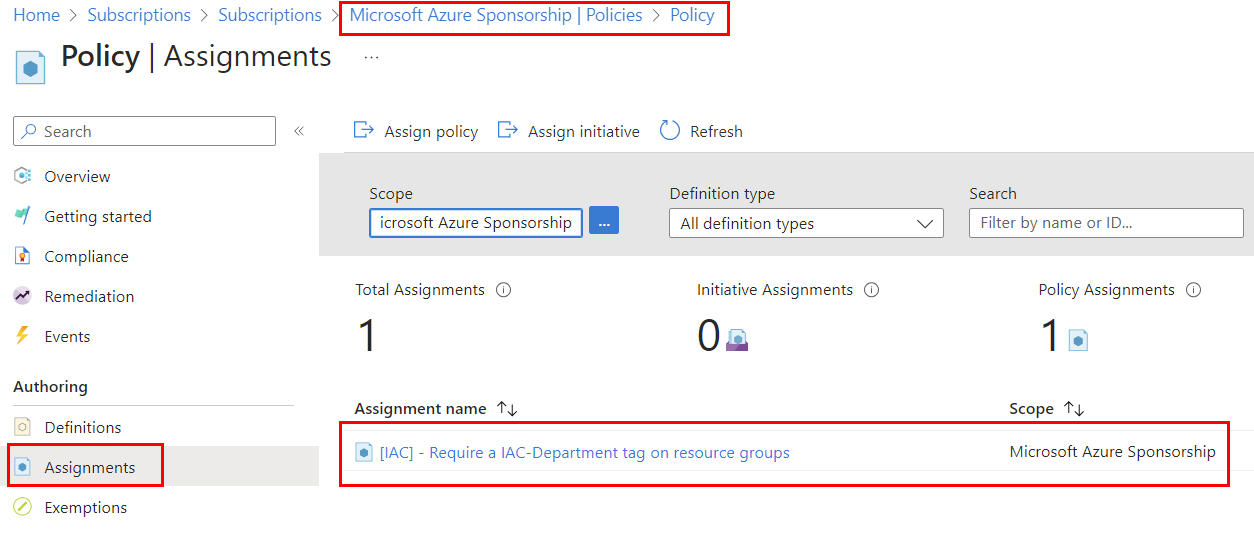 Home > Subscriptions > Subscriptions > Microsoft Azure Sponsorship | Policies > Policy
Policy | Assignments ...
Search «
Overview
Getting started
Compliance
Remediation
Events
Authoring
Definitions
Assignments
Exemptions
Assign policy Assign initiative Refresh
Scope Definition type Search
icrosoft Azure Sponsorship ... All definition types Filter by name or ID...
Total Assignments Initiative Assignments Policy Assignments
1 0 1
Assignment name ↑↓ Scope ↑↓
[IAC] - Require a IAC-Department tag on resource groups Microsoft Azure Sponsorship